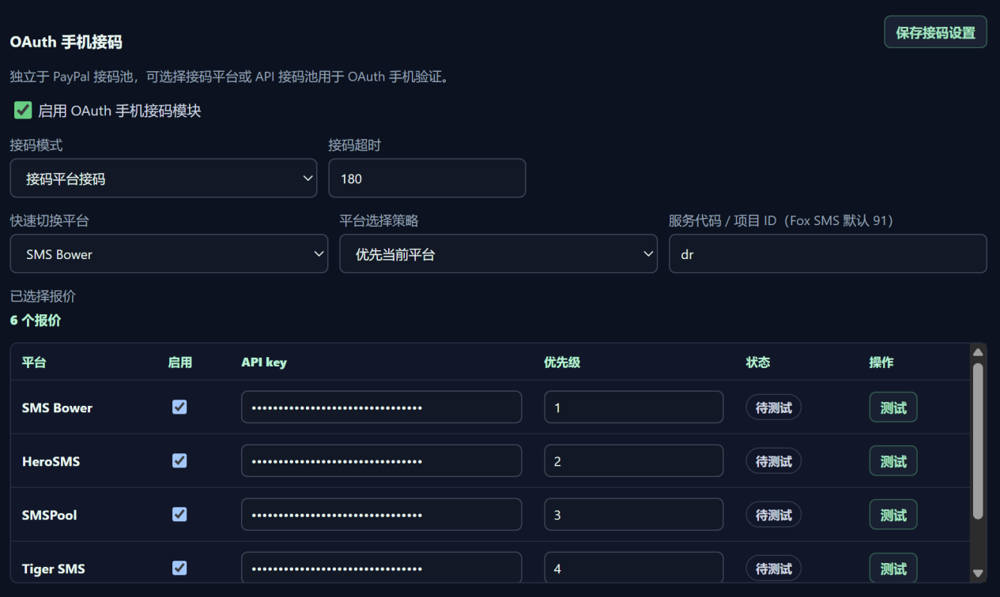 保存接码设置
OAuth 手机接码
独立于 PayPal 接码池，可选择接码平台或 API 接码池用于 OAuth 手机验证。
启用 OAuth 手机接码模块
接码模式 接码超时
接码平台接码 180
快速切换平台 平台选择策略 服务代码 / 项目 ID（Fox SMS 默认 91）
SMS Bower 优先当前平台 dr
已选择报价
6 个报价
平台 启用 API key 优先级 状态 操作
SMS Bower •••••••••••••••••••••••••••••••• 1 待测试 测试
HeroSMS •••••••••••••••••••••••••••••••• 2 待测试 测试
SMSPool •••••••••••••••••••••••••••••••• 3 待测试 测试
Tiger SMS •••••••••••••••••••••••••••••••• 4 待测试 测试